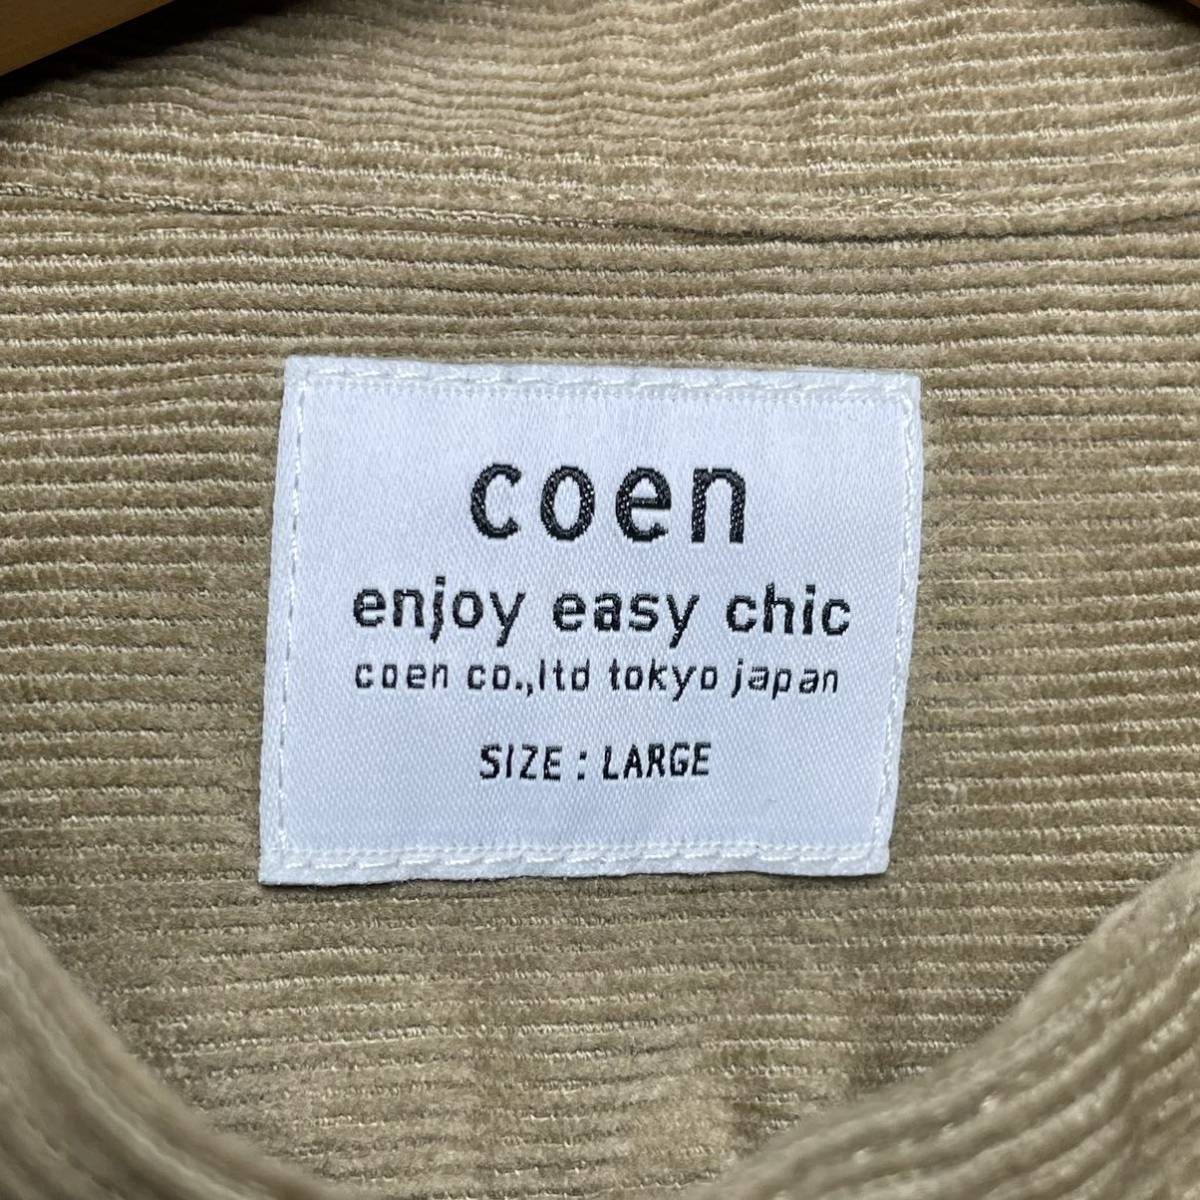 coen
enjoy easy chic
coen co.,ltd tokyo japan
SIZE : LARGE